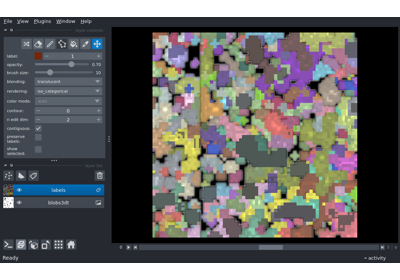 File View Plugins Window Help
label: 1
opacity: 0.70
brush size: 10
blending: translucent
rendering: iso_categorical
color mode:
contour: 0
n edit dim: 2
contiguous:
preserve
labels:
show
selected:
labels
blobs3dt
0
Ready activity